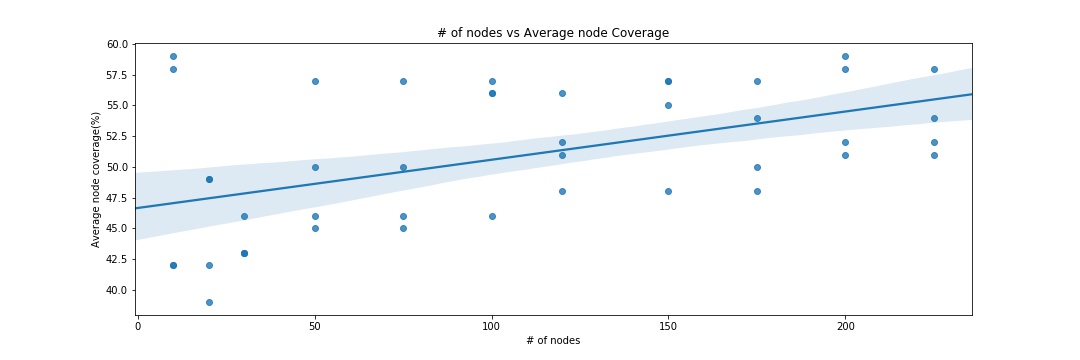 # of nodes vs Average node Coverage
60.0
57.5
55.0
52.5
50.0
47.5
45.0
42.5
40.0
Average node coverage(%)
0 50 100 150 200
# of nodes